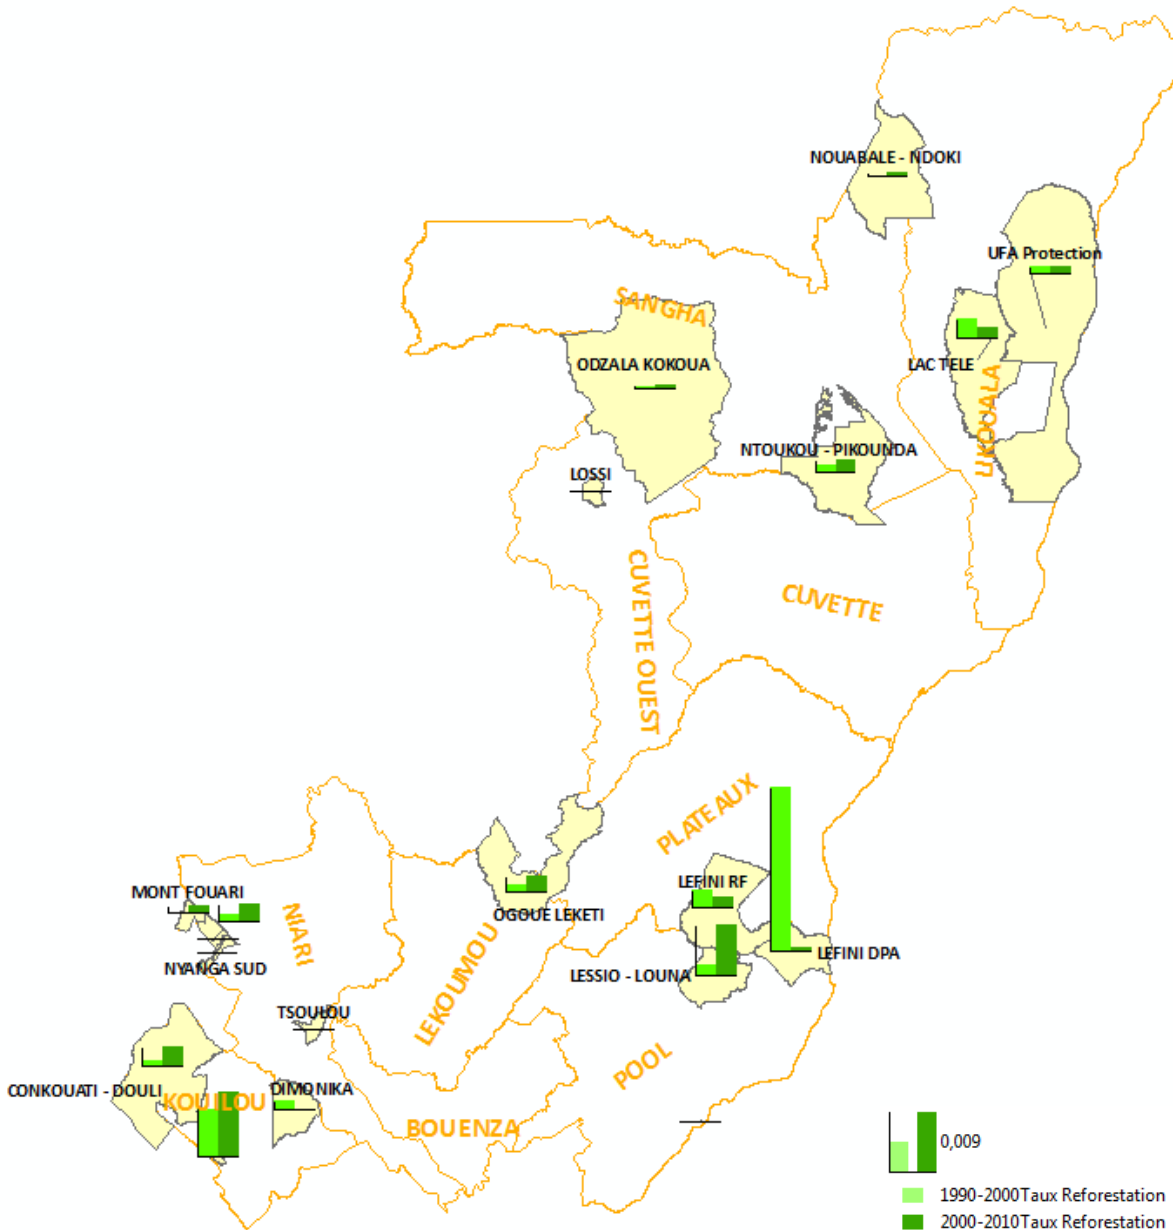 NOUABALE - NDOKI
UFA Protection
SANGHA
ODZALA KOKOUA
LAC TELE
LIKOUALA
NTOUKOU - PIKOUNDA
LOSSI
CUVETTE OUEST
CUVETTE
PLATEAUX
MONT FOUARI
NIARI
OGOUE LEKETI
LEFINI RF
LEFINI DPA
NYANGA SUD
LESSIO - LOUNA
LEKOUMOU
TSOULOU
POOL
CONKOUATI - DOULI
KOUILOU
DIMONIKA
BOUENZA
0,009
1990-2000Taux Reforestation
2000-2010Taux Reforestation